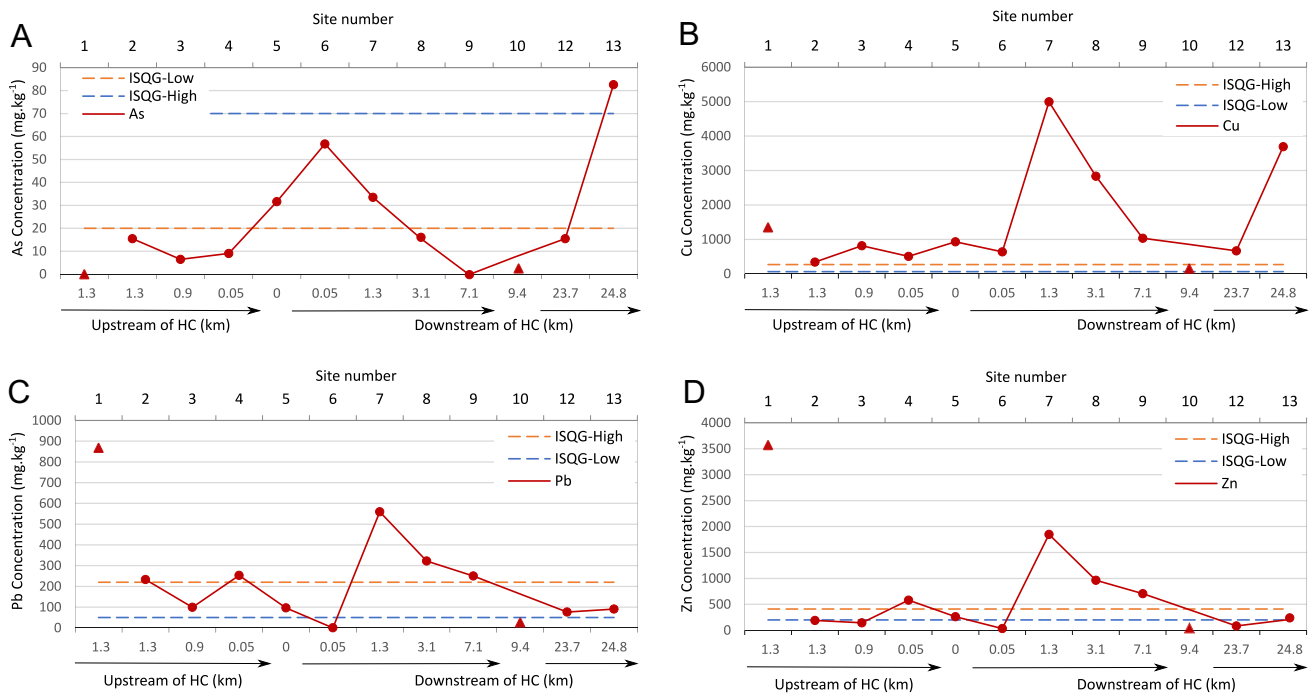 A
Site number
1 2 3 4 5 6 7 8 9 10 12 13
As Concentration (mg.kg⁻¹)
90
80
70
60
50
40
30
20
10
0
ISQG-Low
ISQG-High
As
1.3 1.3 0.9 0.05 0 0.05 1.3 3.1 7.1 9.4 23.7 24.8
Upstream of HC (km) Downstream of HC (km)
B
Site number
1 2 3 4 5 6 7 8 9 10 12 13
Cu Concentration (mg.kg⁻¹)
6000
5000
4000
3000
2000
1000
0
ISQG-High
ISQG-Low
Cu
1.3 1.3 0.9 0.05 0 0.05 1.3 3.1 7.1 9.4 23.7 24.8
Upstream of HC (km) Downstream of HC (km)
C
Site number
1 2 3 4 5 6 7 8 9 10 12 13
Pb Concentration (mg.kg⁻¹)
1000
900
800
700
600
500
400
300
200
100
0
ISQG-High
ISQG-Low
Pb
1.3 1.3 0.9 0.05 0 0.05 1.3 3.1 7.1 9.4 23.7 24.8
Upstream of HC (km) Downstream of HC (km)
D
Site number
1 2 3 4 5 6 7 8 9 10 12 13
Zn Concentration (mg.kg⁻¹)
4000
3500
3000
2500
2000
1500
1000
500
0
ISQG-High
ISQG-Low
Zn
1.3 1.3 0.9 0.05 0 0.05 1.3 3.1 7.1 9.4 23.7 24.8
Upstream of HC (km) Downstream of HC (km)